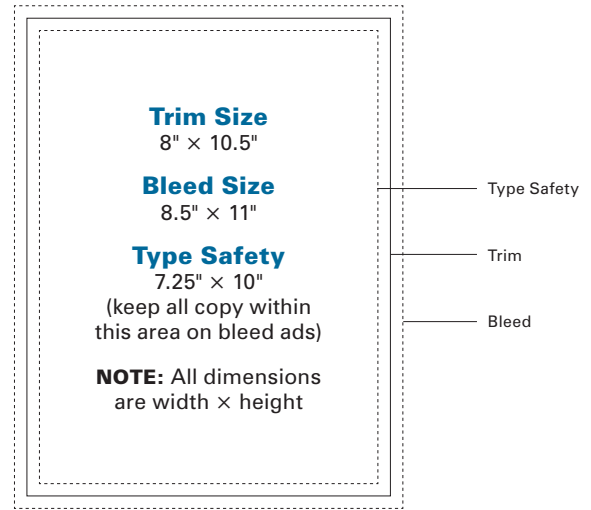 Trim Size
8" × 10.5"
Bleed Size
8.5" × 11"
Type Safety
7.25" × 10"
(keep all copy within
this area on bleed ads)
NOTE: All dimensions
are width × height
Type Safety
Trim
Bleed